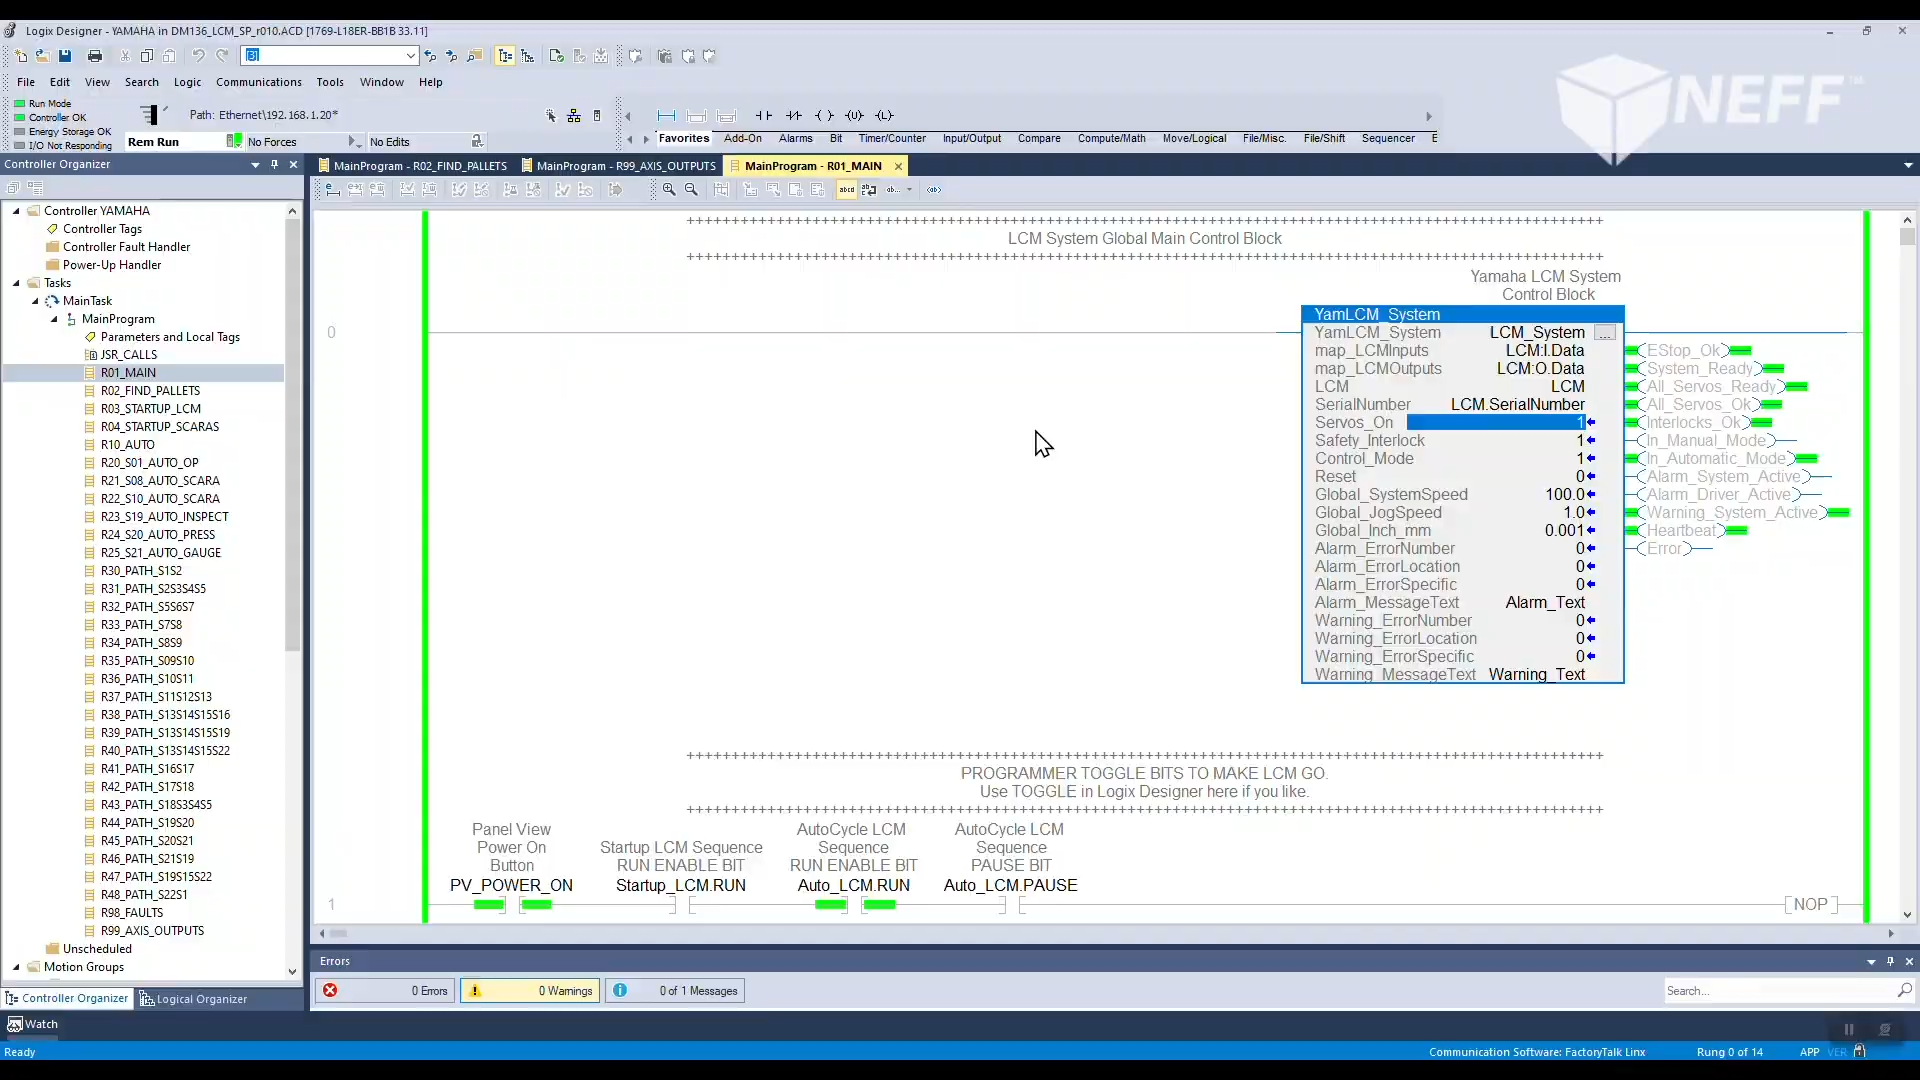 Logix Designer - YAMAHA in DM136_LCM_SP_r010.ACD [1769-L18ER-BB1B 33.11]
NEFF™
File Edit View Search Logic Communications Tools Window Help
Run Mode
Controller OK
Energy Storage OK
I/O Not Responding
Path: Ethernet\192.168.1.20*
Rem Run No Forces No Edits
Favorites Add-On Alarms Bit Timer/Counter Input/Output Compare Compute/Math Move/Logical File/Misc. File/Shift Sequencer E
Controller Organizer
MainProgram - R02_FIND_PALLETS MainProgram - R99_AXIS_OUTPUTS MainProgram - R01_MAIN
Controller YAMAHA
Controller Tags
Controller Fault Handler
Power-Up Handler
Tasks
MainTask
MainProgram
Parameters and Local Tags
JSR_CALLS
R01_MAIN
R02_FIND_PALLETS
R03_STARTUP_LCM
R04_STARTUP_SCARAS
R10_AUTO
R20_S01_AUTO_OP
R21_S08_AUTO_SCARA
R22_S10_AUTO_SCARA
R23_S19_AUTO_INSPECT
R24_S20_AUTO_PRESS
R25_S21_AUTO_GAUGE
R30_PATH_S1S2
R31_PATH_S2S3S4S5
R32_PATH_S5S6S7
R33_PATH_S7S8
R34_PATH_S8S9
R35_PATH_S09S10
R36_PATH_S10S11
R37_PATH_S11S12S13
R38_PATH_S13S14S15S16
R39_PATH_S13S14S15S19
R40_PATH_S13S14S15S22
R41_PATH_S16S17
R42_PATH_S17S18
R43_PATH_S18S3S4S5
R44_PATH_S19S20
R45_PATH_S20S21
R46_PATH_S21S19
R47_PATH_S19S15S22
R48_PATH_S22S1
R98_FAULTS
R99_AXIS_OUTPUTS
Unscheduled
Motion Groups
Controller Organizer Logical Organizer
LCM System Global Main Control Block
Yamaha LCM System
Control Block
0
YamLCM_System
YamLCM_System LCM_System ...
map_LCMInputs LCM:I.Data EStop_Ok
map_LCMOutputs LCM:O.Data System_Ready
LCM LCM All_Servos_Ready
SerialNumber LCM.SerialNumber All_Servos_Ok
Servos_On 1 Interlocks_Ok
Safety_Interlock 1 In_Manual_Mode
Control_Mode 1 In_Automatic_Mode
Reset 0 Alarm_System_Active
Global_SystemSpeed 100.0 Alarm_Driver_Active
Global_JogSpeed 1.0 Warning_System_Active
Global_Inch_mm 0.001 Heartbeat
Alarm_ErrorNumber 0 Error
Alarm_ErrorLocation 0
Alarm_ErrorSpecific 0
Alarm_MessageText Alarm_Text
Warning_ErrorNumber 0
Warning_ErrorLocation 0
Warning_ErrorSpecific 0
Warning_MessageText Warning_Text
PROGRAMMER TOGGLE BITS TO MAKE LCM GO.
Use TOGGLE in Logix Designer here if you like.
Panel View
Power On
Button
PV_POWER_ON
Startup LCM Sequence
RUN ENABLE BIT
Startup_LCM.RUN
AutoCycle LCM
Sequence
RUN ENABLE BIT
Auto_LCM.RUN
AutoCycle LCM
Sequence
PAUSE BIT
Auto_LCM.PAUSE
1
NOP
Errors
0 Errors 0 Warnings 0 of 1 Messages
Search...
Watch
Ready
Communication Software: FactoryTalk Linx Rung 0 of 14 APP VER